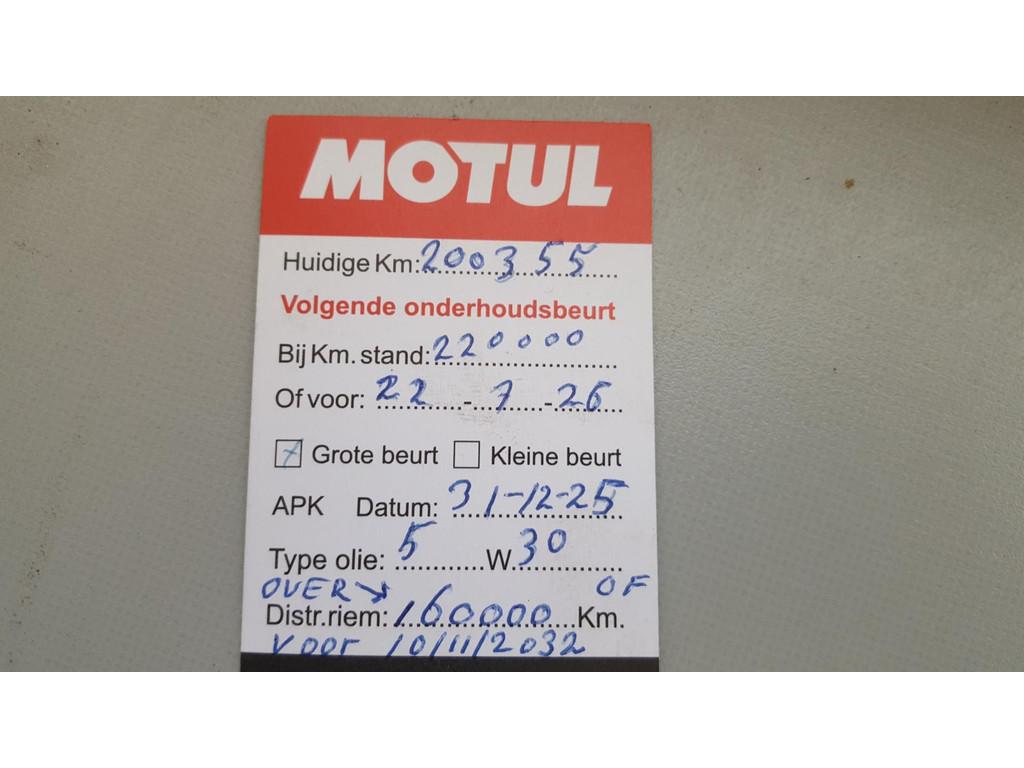 MOTUL
Huidige Km: 200355
Volgende onderhoudsbeurt
Bij Km. stand: 220000
Of voor: 22 - 7 - 26
Grote beurt Kleine beurt
APK Datum: 31-12-25
Type olie: 5 W 30
OVER OF
Distr.riem: 160000 Km.
voor 10/11/2032